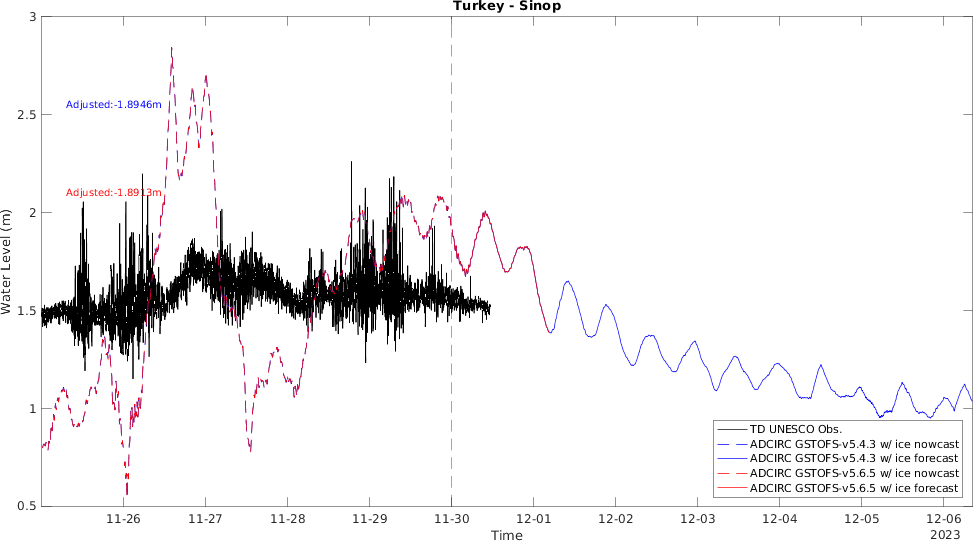 Turkey - Sinop
3
2.5
2
1.5
1
0.5
Water Level (m)
Adjusted:-1.8946m
Adjusted:-1.8913m
TD UNESCO Obs.
ADCIRC GSTOFS-v5.4.3 w/ ice nowcast
ADCIRC GSTOFS-v5.4.3 w/ ice forecast
ADCIRC GSTOFS-v5.6.5 w/ ice nowcast
ADCIRC GSTOFS-v5.6.5 w/ ice forecast
11-26 11-27 11-28 11-29 11-30 12-01 12-02 12-03 12-04 12-05 12-06
Time
2023